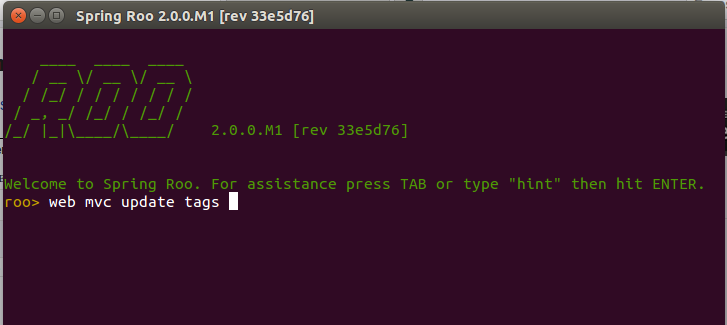 Spring Roo 2.0.0.M1 [rev 33e5d76]
    ____  ____  ____
   / __ \/ __ \/ __ \
  / /_/ / / / / / / /
 / _, _/ /_/ / /_/ /
/_/ |_|\____/\____/    2.0.0.M1 [rev 33e5d76]
Welcome to Spring Roo. For assistance press TAB or type "hint" then hit ENTER.
roo> web mvc update tags